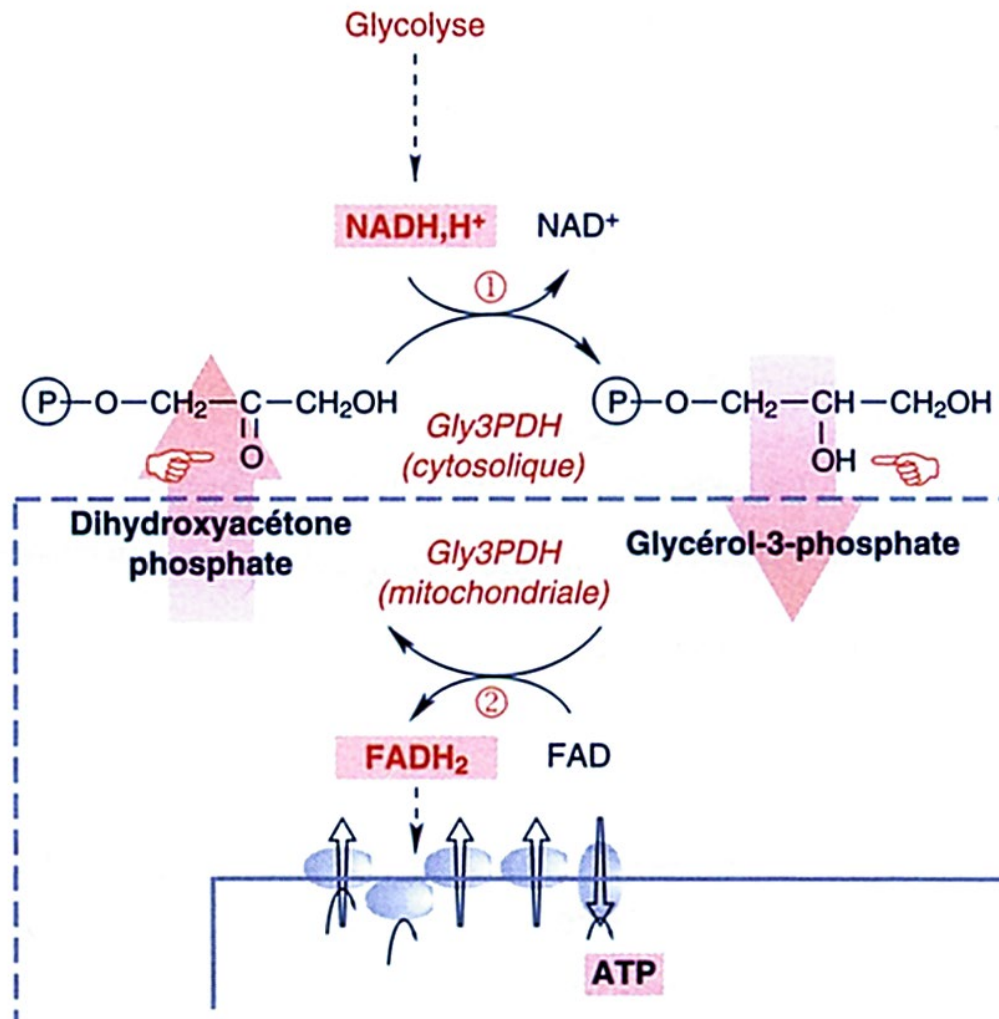 Glycolyse
NADH,H⁺ NAD⁺
①
Ⓟ—O—CH₂—C—CH₂OH
O
Ⓟ—O—CH₂—CH—CH₂OH
OH
Gly3PDH
(cytosolique)
Dihydroxyacétone
phosphate
Glycérol-3-phosphate
Gly3PDH
(mitochondriale)
②
FADH₂ FAD
ATP